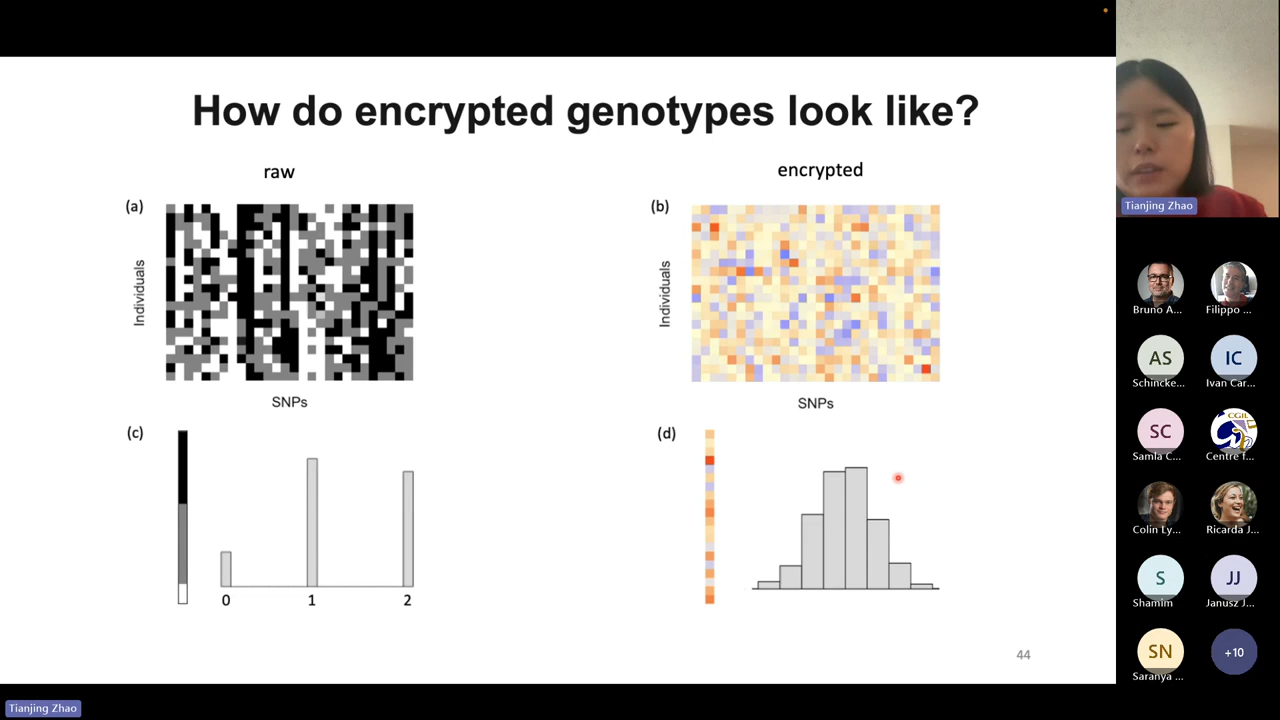 How do encrypted genotypes look like?
raw
encrypted
(a)
(b)
Individuals
Individuals
SNPs
SNPs
(c)
(d)
0
1
2
44
Tianjing Zhao
Bruno A...
Filippo ...
AS
IC
Schincke...
Ivan Car...
SC
CGIL
Samla C...
Centre f...
Colin Ly...
Ricarda J...
S
JJ
Shamim
Janusz J...
SN
+10
Saranya ...
Tianjing Zhao